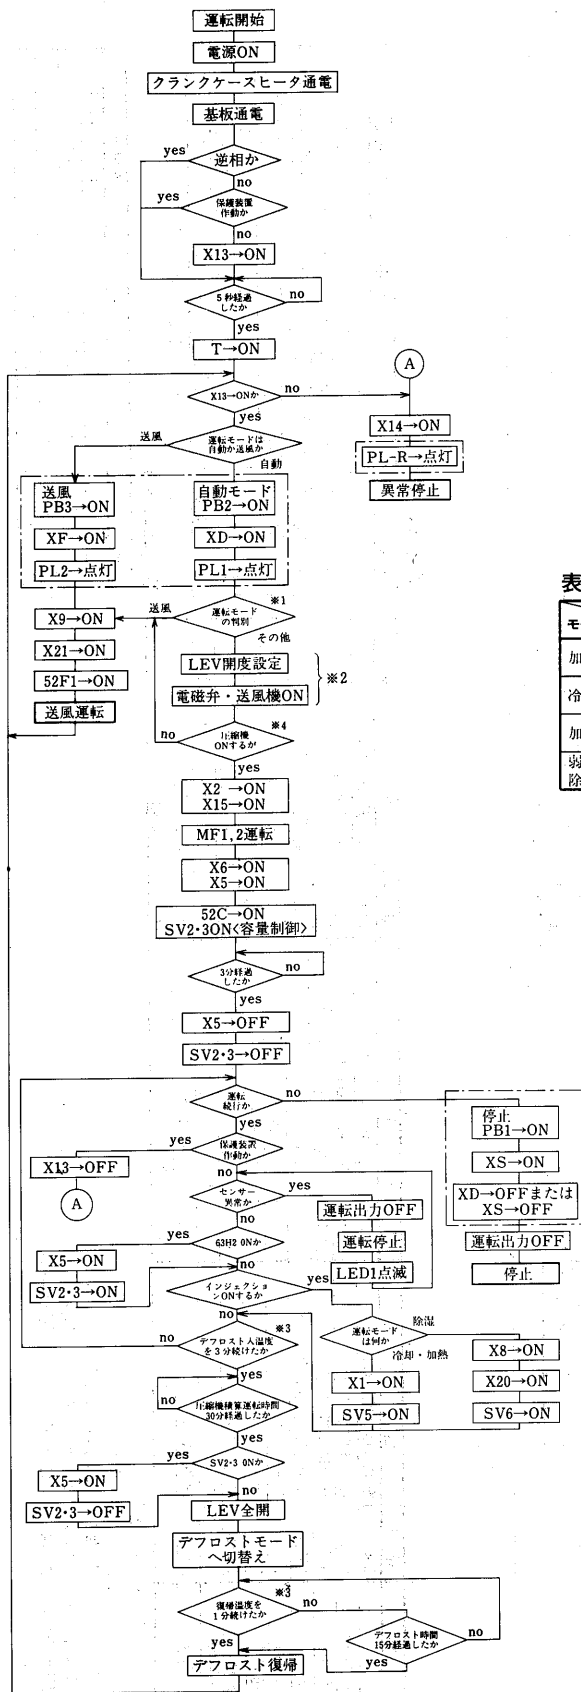 運転開始
電源ON
クランクケースヒータ通電
基板通電
yes
逆相か
no
yes
保護装置
作動か
no
X13→ON
5秒経過
したか
no
yes
T→ON
A
X13→ONか
no
yes
X14→ON
送風
運転モードは
自動か送風か
自動
PL-R→点灯
異常停止
送風
PB3→ON
自動モード
PB2→ON
XF→ON
XD→ON
PL2→点灯
PL1→点灯
表
モ
加
冷
加
弱
除
X9→ON
送風
運転モード
の判別
※1
その他
X21→ON
LEV開度設定
※2
52F1→ON
電磁弁・送風機ON
送風運転
no
圧縮機
ONするか
※4
yes
X2→ON
X15→ON
MF1,2運転
X6→ON
X5→ON
52C→ON
SV2・3ON<容量制御>
3分経過
したか
no
yes
X5→OFF
SV2・3→OFF
運転
続行か
no
yes
停止
PB1→ON
yes
保護装置
作動か
no
X13→OFF
XS→ON
A
センサー
異常か
yes
no
運転出力OFF
XD→OFFまたは
XS→OFF
yes
63H2 ONか
no
運転停止
運転出力OFF
X5→ON
LED1点滅
停止
SV2・3→ON
インジェクション
ONするか
yes
no
no
デフロスト入温度
を3分続けたか
※3
yes
運転モード
は何か
除湿
冷却・加熱
X8→ON
X1→ON
X20→ON
no
圧縮機積算運転時間
30分経過したか
SV5→ON
SV6→ON
yes
yes
SV2・3 ONか
no
X5→ON
SV2・3→OFF
LEV全開
デフロストモード
へ切替え
復帰温度を
1分続けたか
※3
no
yes
デフロスト時間
15分経過したか
no
yes
デフロスト復帰